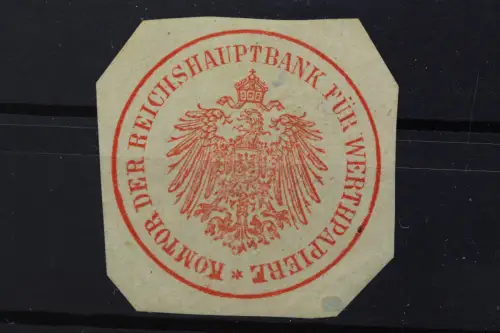 KOMTOR DER REICHSHAUPTBANK FÜR WERTHPAPIERE *